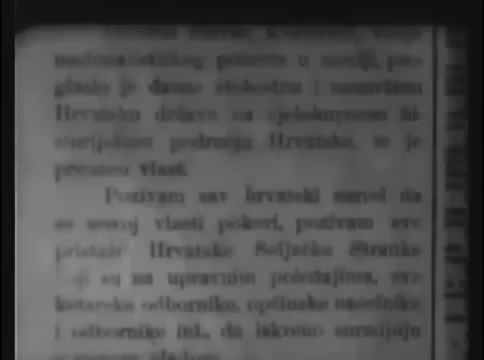 nacionalističkog pokreta u zemlji, pro-
glasio je danas slobodnu i nezavisnu
Hrvatsku državu na cjelokupnom hi-
storijskom području Hrvatske, te je
preuzeo vlast.
Pozivam sav hrvatski narod da
se novoj vlasti pokori, pozivam sve
pristaše Hrvatske Seljačke Stranke
koji su na upravnim položajima, sve
kotarske odbornike, općinske načelnike
i odbornike itd., da iskreno surađuju